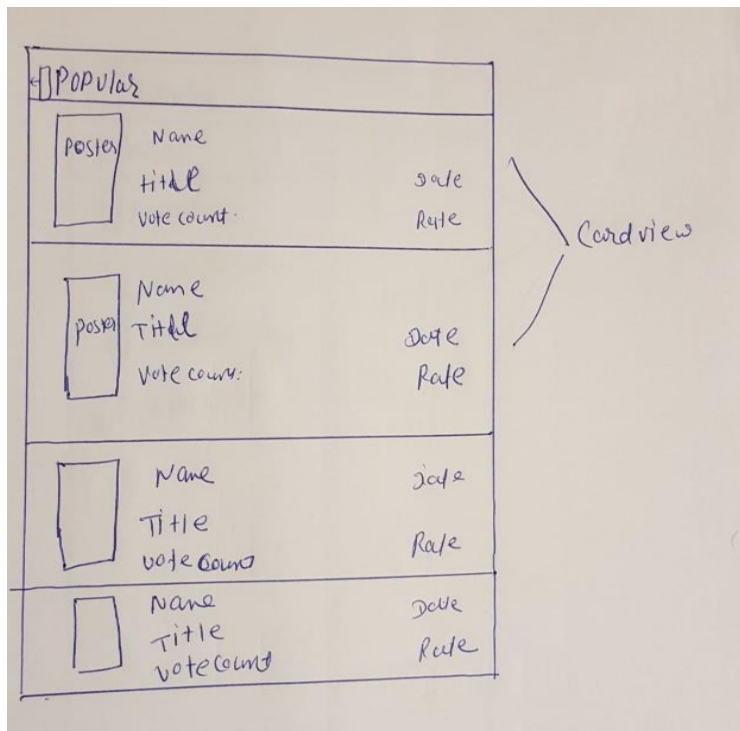 Popular
Poster Name
Title Date
Vote count. Rate
Cardview
Name
Poster Title Date
Vote count: Rate
Name Date
Title
vote count Rate
Name Date
Title
vote count Rate